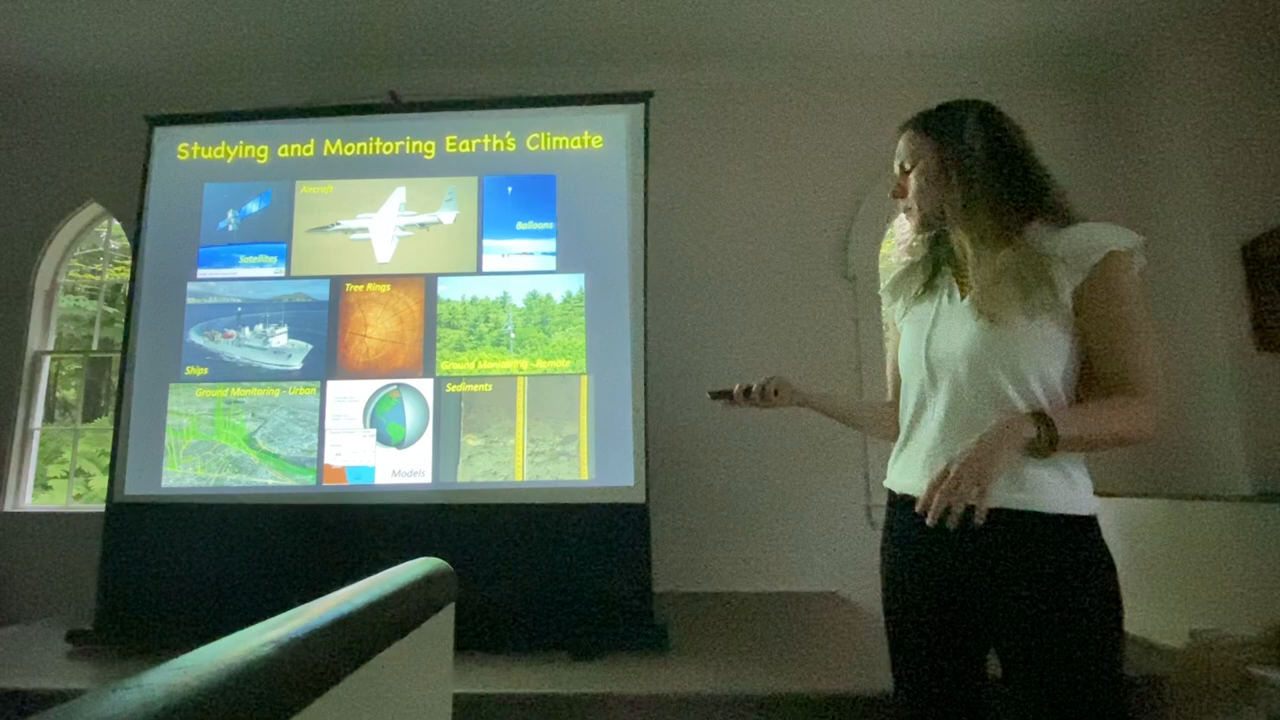 Studying and Monitoring Earth's Climate
Aircraft
Balloons
Satellites
Tree Rings
Ships
Ground Monitoring - Remote
Ground Monitoring - Urban
Sediments
Models